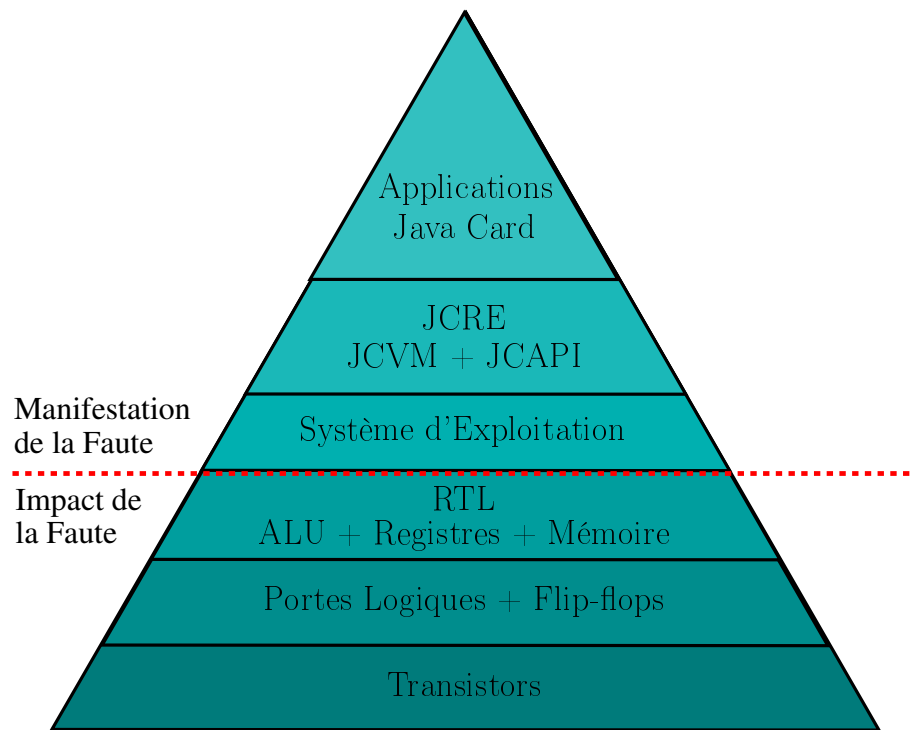 Applications
Java Card
JCRE
JCVM + JCAPI
Manifestation
de la Faute
Système d'Exploitation
Impact de
la Faute
RTL
ALU + Registres + Mémoire
Portes Logiques + Flip-flops
Transistors